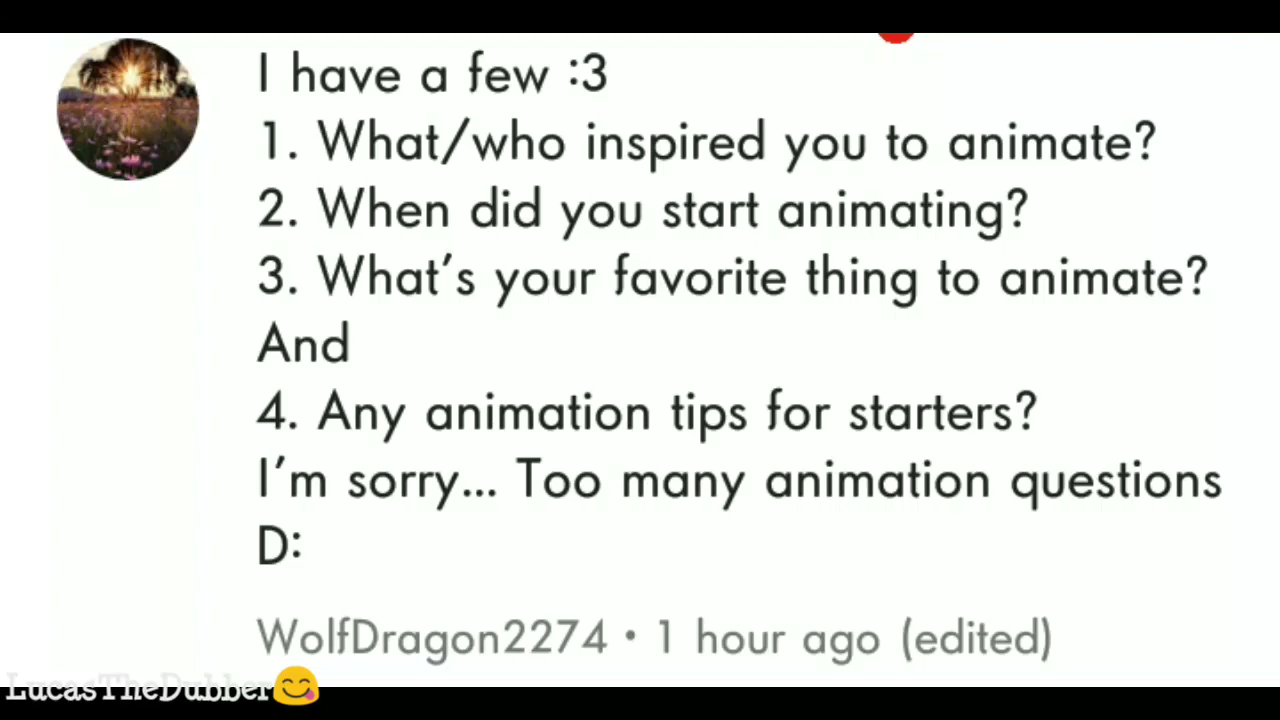 I have a few :3
1. What/who inspired you to animate?
2. When did you start animating?
3. What's your favorite thing to animate?
And
4. Any animation tips for starters?
I'm sorry... Too many animation questions
D:
WolfDragon2274 • 1 hour ago (edited)
LucasTheDubber😋